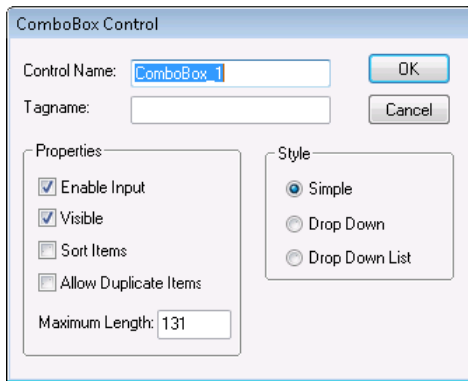 ComboBox Control
Control Name: ComboBox_1 OK
Tagname: Cancel
Properties
Enable Input
Visible
Sort Items
Allow Duplicate Items
Maximum Length: 131
Style
Simple
Drop Down
Drop Down List